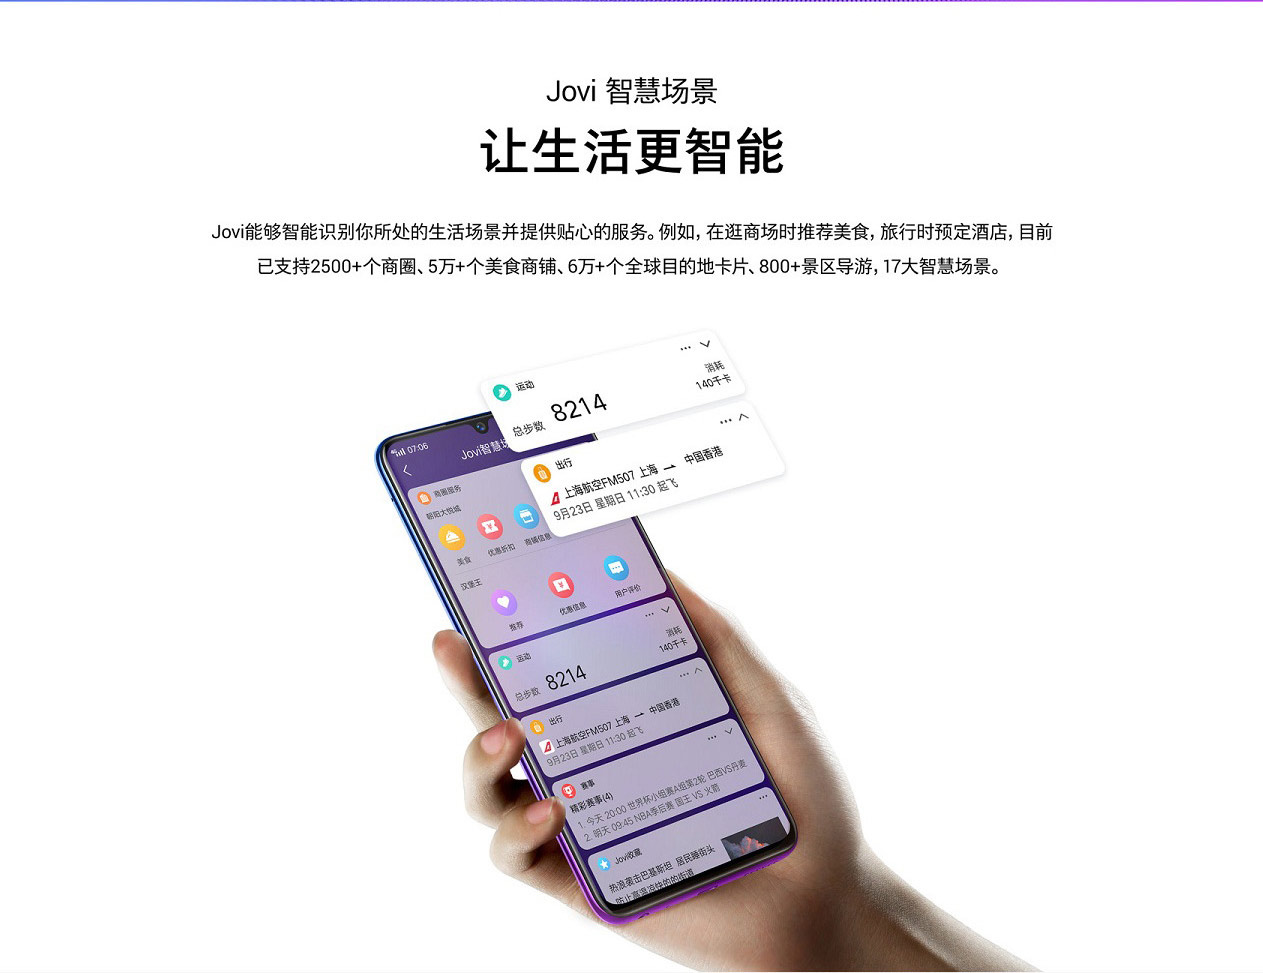 Jovi 智慧场景
让生活更智能
Jovi能够智能识别你所处的生活场景并提供贴心的服务。例如，在逛商场时推荐美食，旅行时预定酒店，目前
已支持2500+个商圈、5万+个美食商铺、6万+个全球目的地卡片、800+景区导游，17大智慧场景。
运动
总步数 8214
消耗
140千卡
出行
上海航空FM507 上海 → 中国香港
9月23日 星期日 11:30 起飞
07:06
Jovi智慧场
商圈服务
朝阳大悦城
美食 优惠折扣 商铺信息
汉堡王
推荐 优惠信息 用户评价
运动
总步数 8214
消耗
140千卡
出行
上海航空FM507 上海 → 中国香港
9月23日 星期日 11:30 起飞
赛事
精彩赛事(4)
1. 今天 20:00 世界杯小组赛A组第2轮 巴西VS丹麦
2. 明天 09:45 NBA季后赛 国王 VS 火箭
Jovi收藏
热浪袭击巴基斯坦 居民睡街头
防止高温凉快的的街道